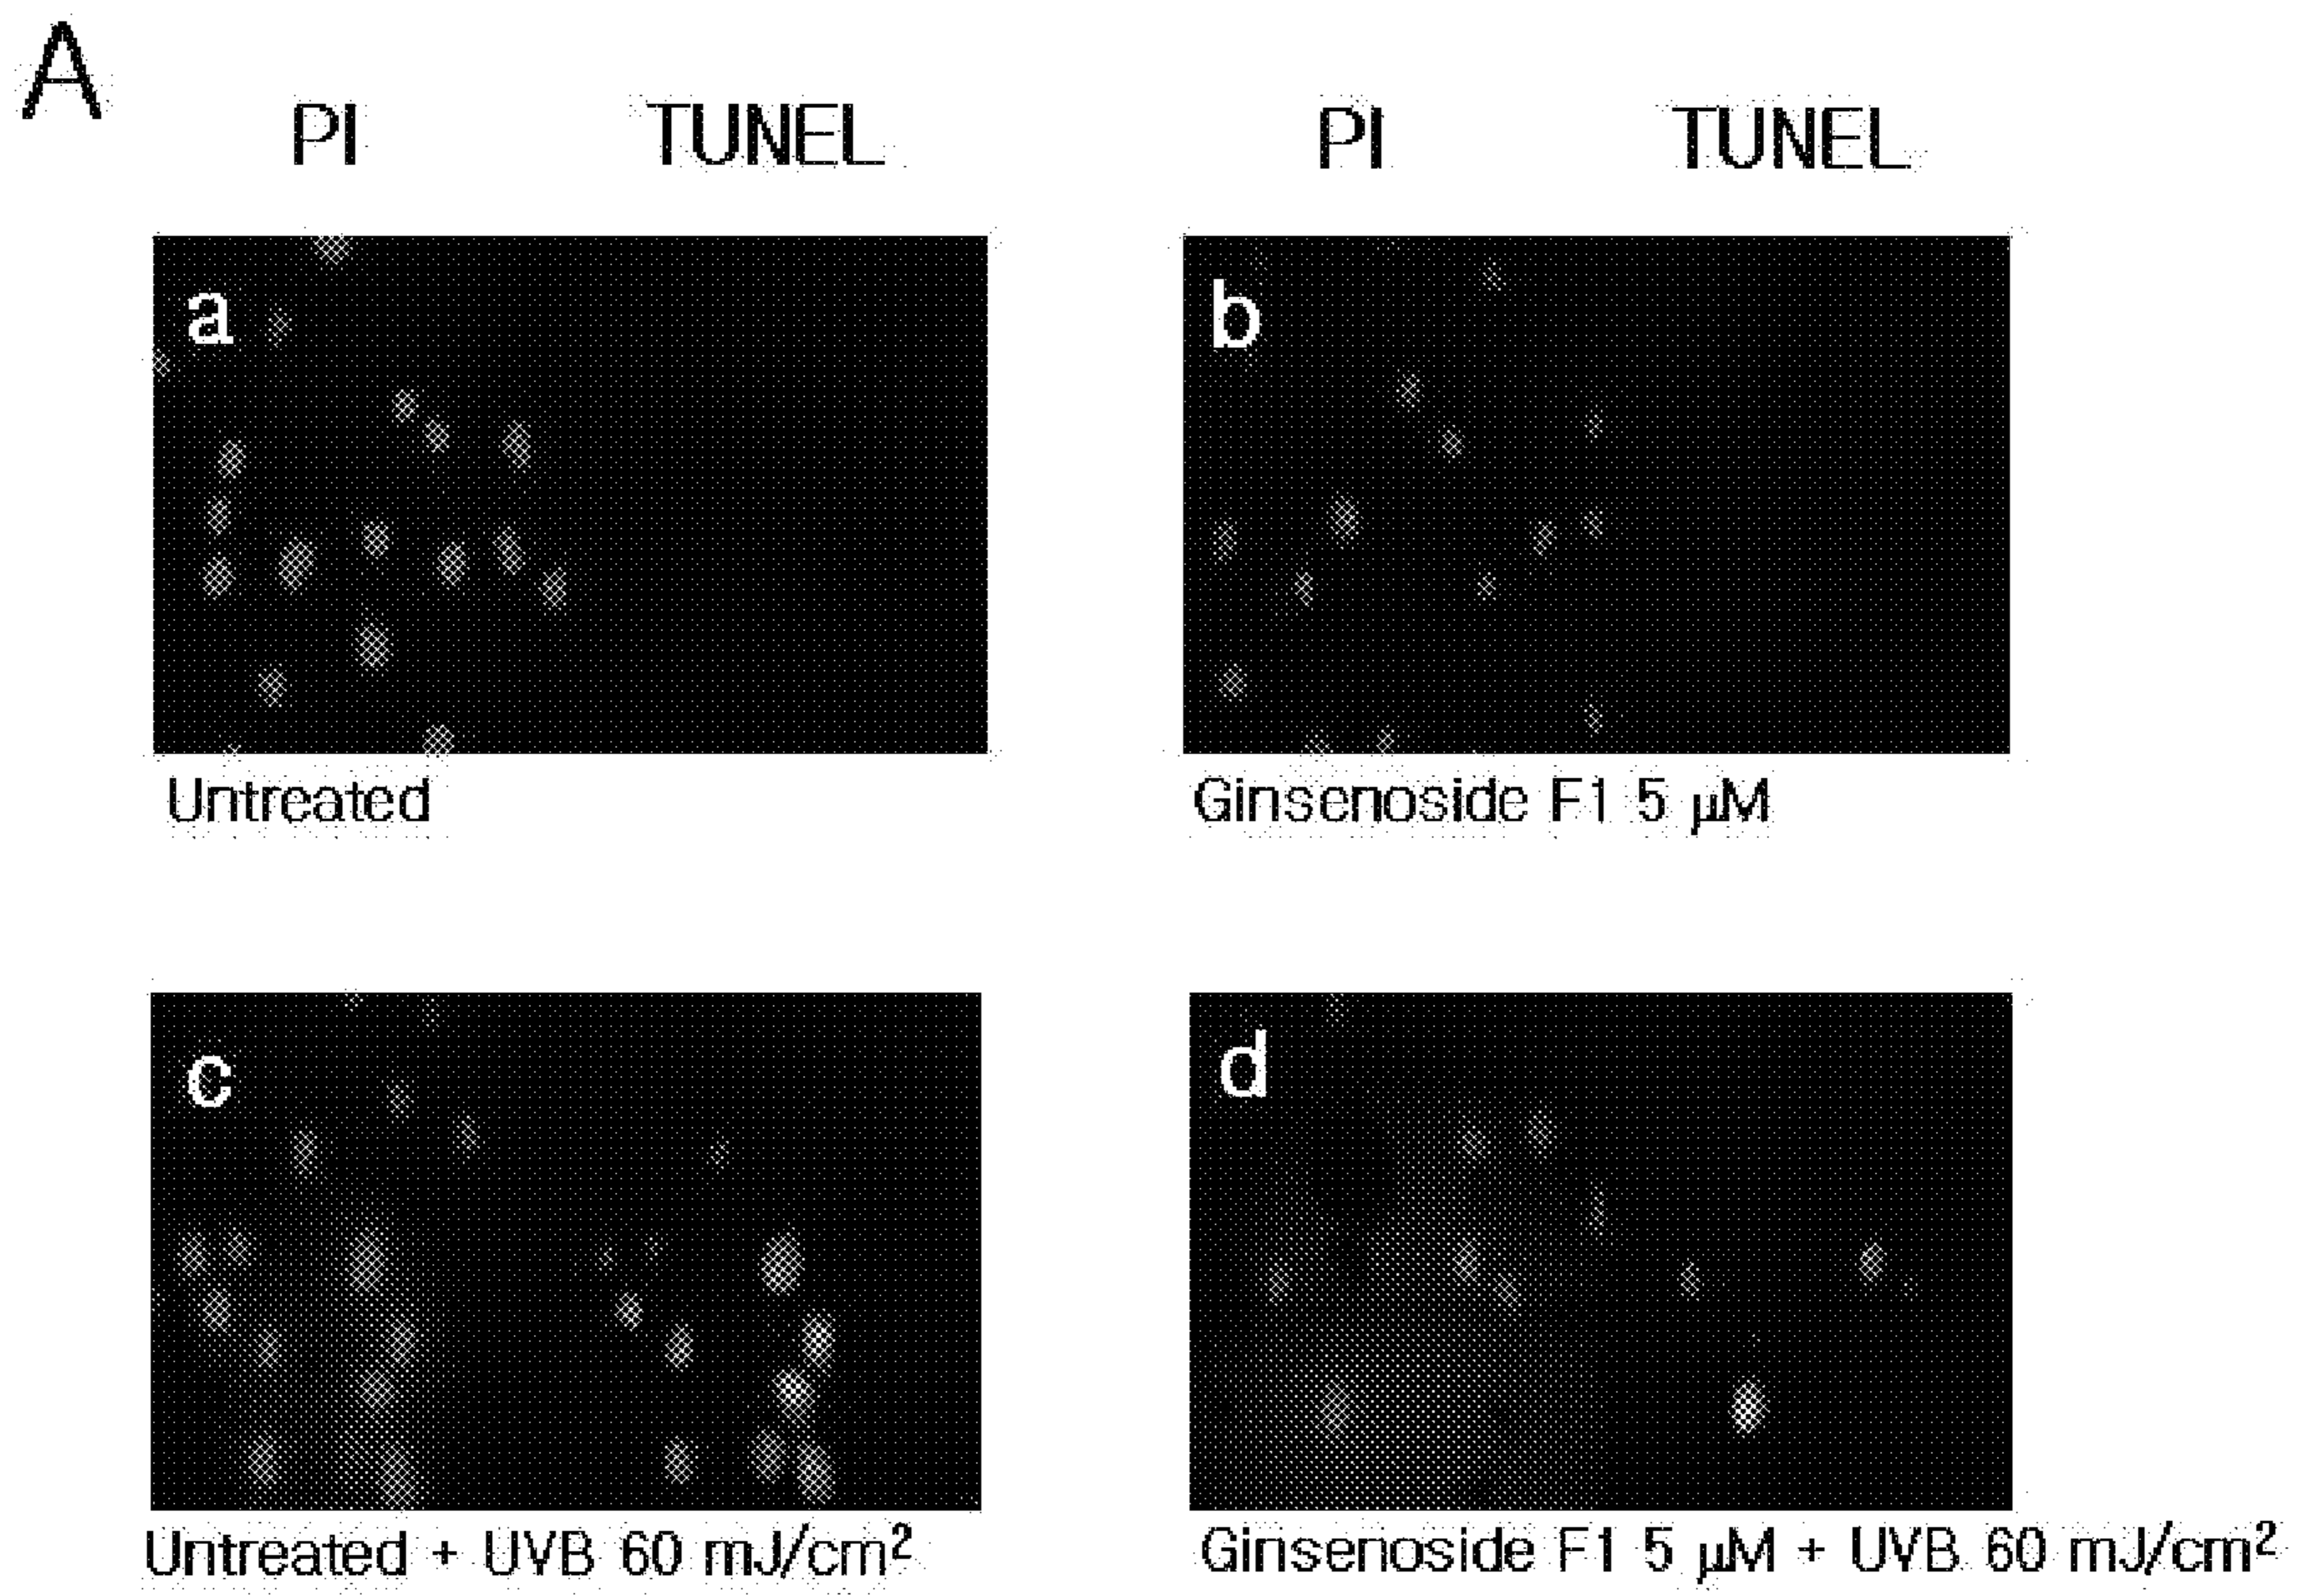 A
PI TUNEL PI TUNEL
a b
Untreated Ginsenoside F1 5 μM
c d
Untreated + UVB 60 mJ/cm² Ginsenoside F1 5 μM + UVB 60 mJ/cm²